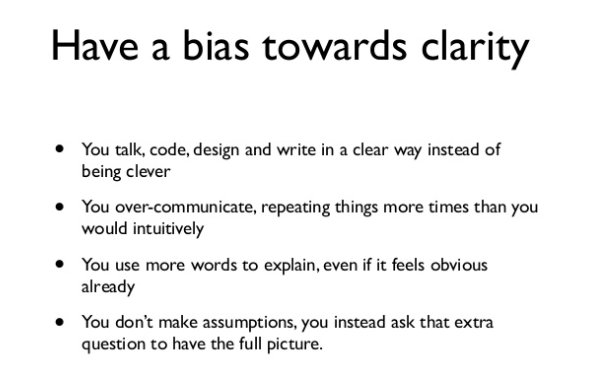 Have a bias towards clarity
• You talk, code, design and write in a clear way instead of
being clever
• You over-communicate, repeating things more times than you
would intuitively
• You use more words to explain, even if it feels obvious
already
• You don’t make assumptions, you instead ask that extra
question to have the full picture.